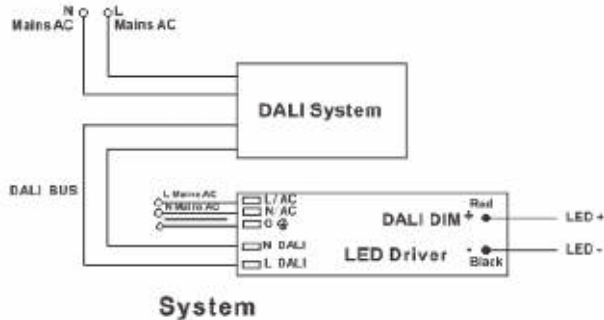 N
Mains AC
L
Mains AC
DALI System
DALI BUS
L Mains AC
N Mains AC
L/AC
N/AC
G
N DALI
L DALI
DALI DIM
LED Driver
Red
+
-
Black
LED +
LED -
System